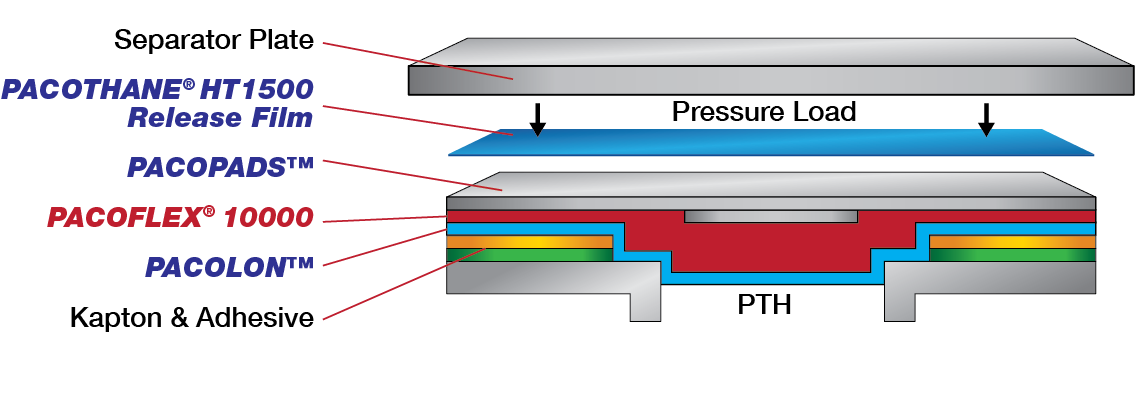 Separator Plate
PACOTHANE® HT1500
Release Film
Pressure Load
PACOPADS™
PACOFLEX® 10000
PACOLON™
PTH
Kapton & Adhesive